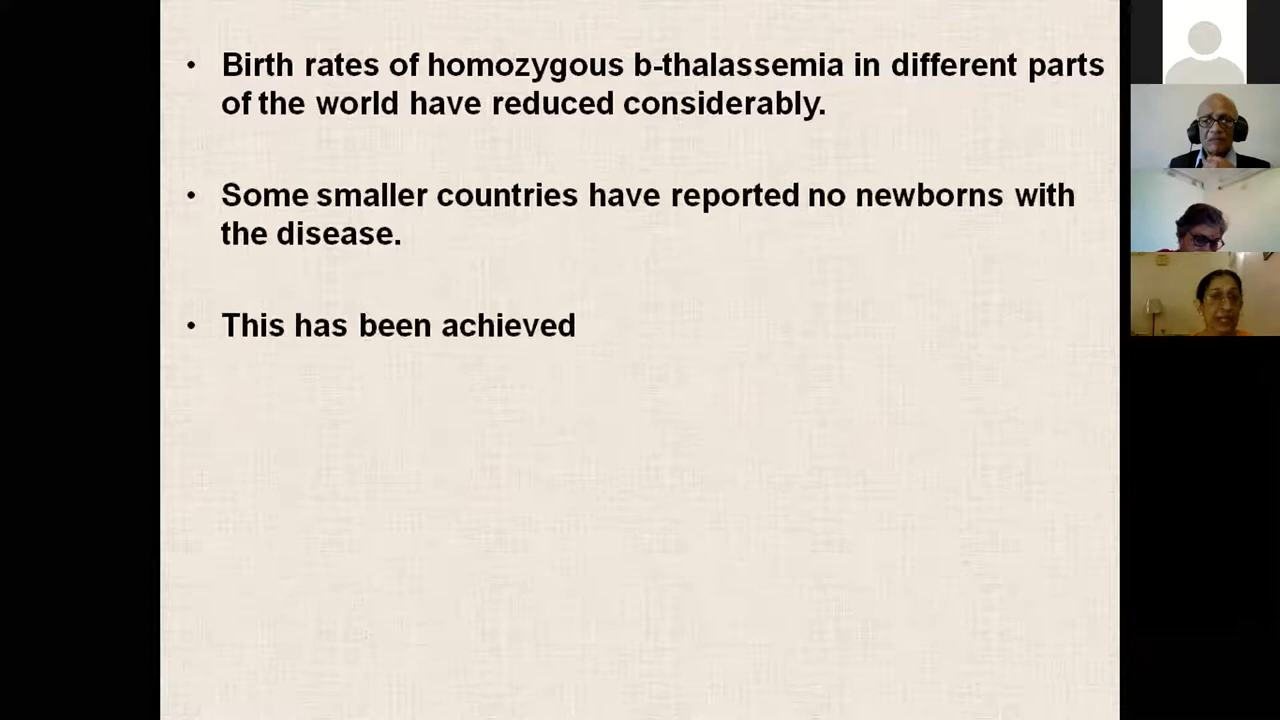 • Birth rates of homozygous b-thalassemia in different parts
of the world have reduced considerably.
• Some smaller countries have reported no newborns with
the disease.
• This has been achieved